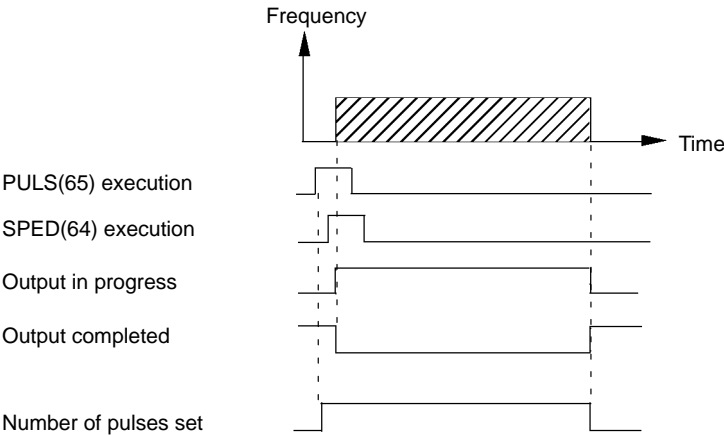 Frequency
Time
PULS(65) execution
SPED(64) execution
Output in progress
Output completed
Number of pulses set